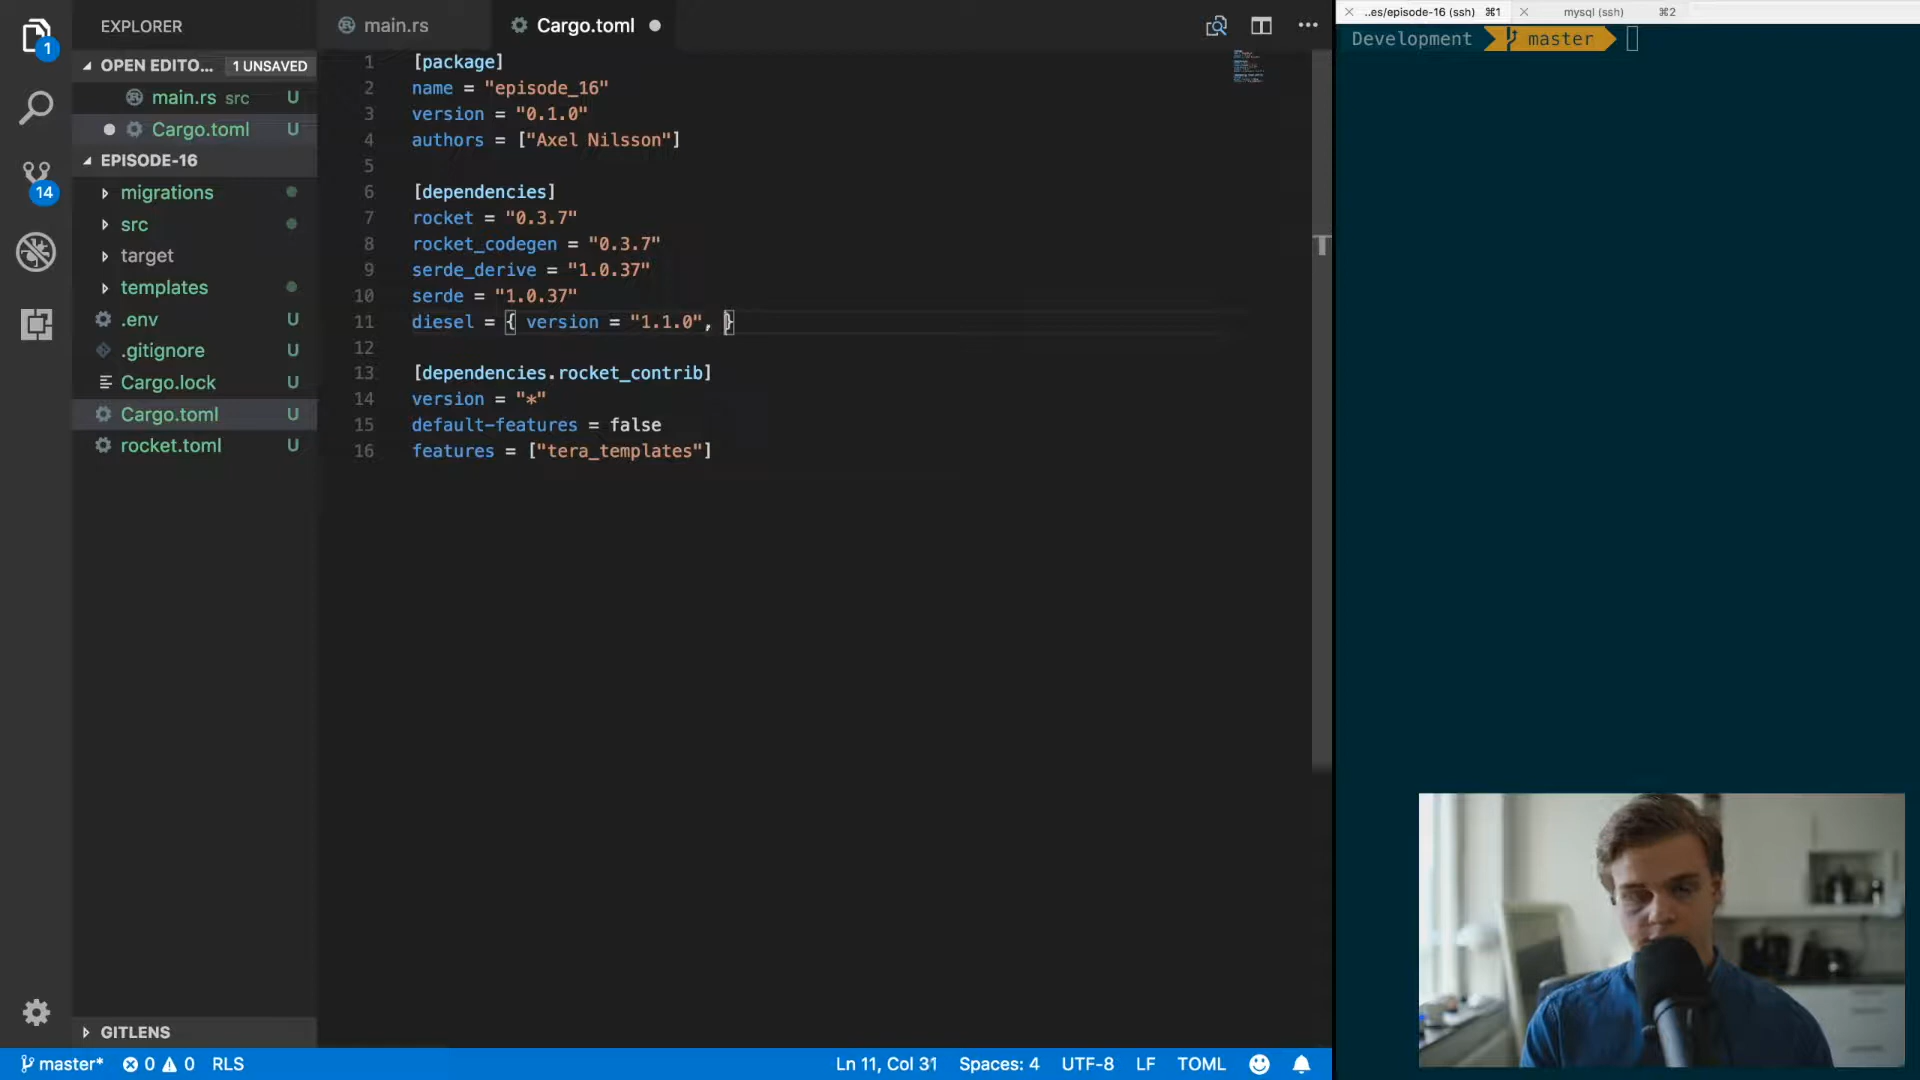 EXPLORER
OPEN EDITO... 1 UNSAVED
main.rs src U
Cargo.toml U
EPISODE-16
migrations
src
target
templates
.env U
.gitignore U
Cargo.lock U
Cargo.toml U
rocket.toml U
GITLENS
1
14
main.rs Cargo.toml
1 [package]
2 name = "episode_16"
3 version = "0.1.0"
4 authors = ["Axel Nilsson"]
5
6 [dependencies]
7 rocket = "0.3.7"
8 rocket_codegen = "0.3.7"
9 serde_derive = "1.0.37"
10 serde = "1.0.37"
11 diesel = { version = "1.1.0", }
12
13 [dependencies.rocket_contrib]
14 version = "*"
15 default-features = false
16 features = ["tera_templates"]
..es/episode-16 (ssh) ⌘1 mysql (ssh) ⌘2
Development master
master* 0 0 RLS Ln 11, Col 31 Spaces: 4 UTF-8 LF TOML